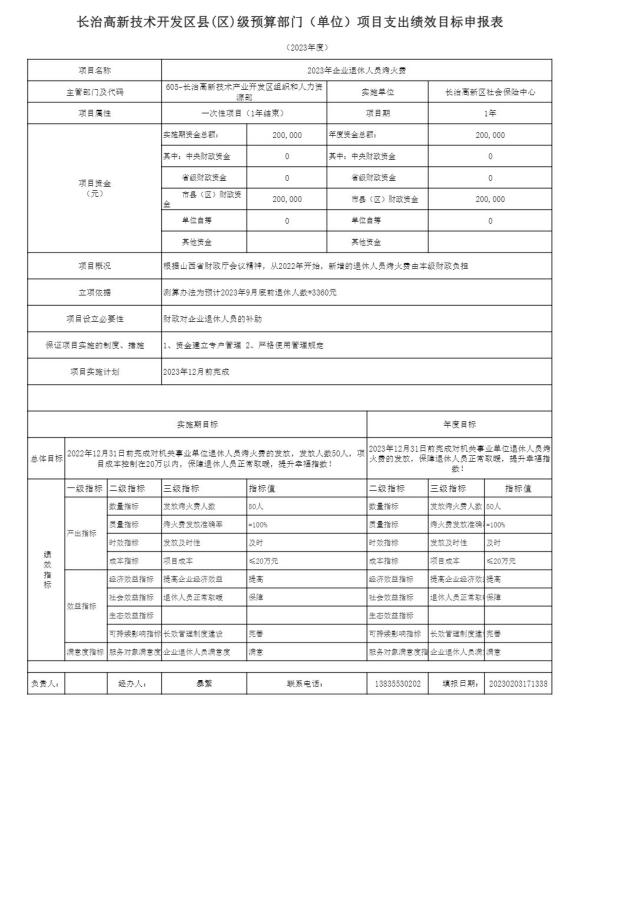 长治高新技术开发区县(区)级预算部门（单位）项目支出绩效目标申报表
（2023年度）
项目名称 2023年企业退休人员烤火费
主管部门及代码 603-长治高新技术产业开发区组织和人力资源部 实施单位 长治高新区社会保险中心
项目属性 一次性项目（1年结束） 项目期 1年
项目资金（元） 实施期资金总额： 200,000 年度资金总额： 200,000
其中：中央财政资金 0 其中：中央财政资金 0
省级财政资金 0 省级财政资金 0
市县（区）财政资金 200,000 市县（区）财政资金 200,000
单位自筹 0 单位自筹 0
其他资金 其他资金
项目概况 根据山西省财政厅会议精神，从2022年开始，新增的退休人员烤火费由本级财政负担
立项依据 测算办法为预计2023年9月底前退休人数*3360元
项目设立必要性 财政对企业退休人员的补助
保证项目实施的制度、措施 1、资金建立专户管理 2、严格使用管理规定
项目实施计划 2023年12月前完成
实施期目标 年度目标
总体目标 2022年12月31日前完成对机关事业单位退休人员烤火费的发放，发放人数50人，项目成本控制在20万以内，保障退休人员正常取暖，提升幸福指数！ 2023年12月31日前完成对机关事业单位退休人员烤火费的发放，保障退休人员正常取暖，提升幸福指数！
绩效指标 一级指标 二级指标 三级指标 指标值 二级指标 三级指标 指标值
产出指标 数量指标 发放烤火费人数 80人 数量指标 发放烤火费人数 80人
质量指标 烤火费发放准确率 =100% 质量指标 烤火费发放准确 =100%
时效指标 发放及时性 及时 时效指标 发放及时性 及时
成本指标 项目成本 ≤20万元 成本指标 项目成本 ≤20万元
效益指标 经济效益指标 提高企业经济效益 提高 经济效益指标 提高企业经济效 提高
社会效益指标 退休人员正常取暖 保障 社会效益指标 退休人员正常取 保障
生态效益指标 生态效益指标
可持续影响指标 长效管理制度建设 完善 可持续影响指标 长效管理制度建 完善
满意度指标 服务对象满意度 企业退休人员满意度 满意 服务对象满意度指 企业退休人员满 满意
负责人： 经办人： 暴繁 联系电话： 13835530202 填报日期： 20230203171338